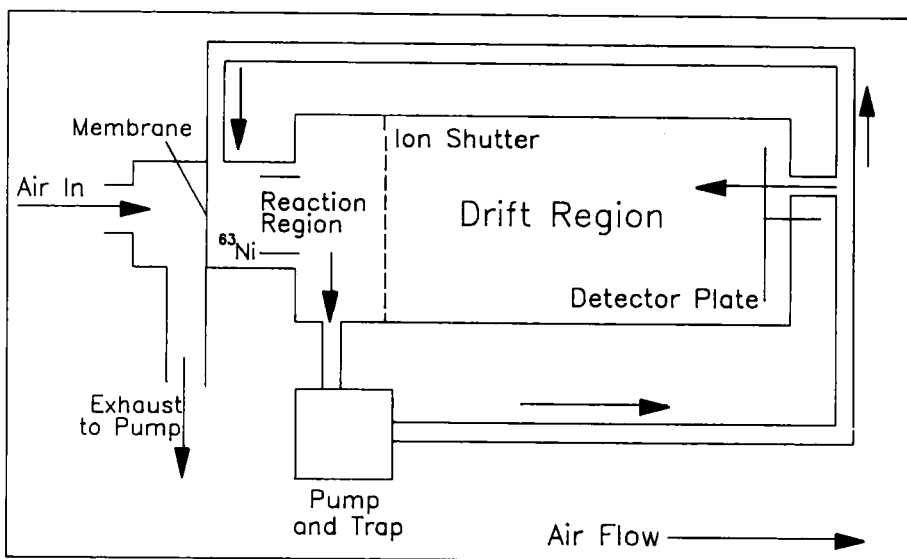 Membrane
Air In
Ion Shutter
Reaction
Region
⁶³Ni
Drift Region
Detector Plate
Exhaust
to Pump
Pump
and Trap
Air Flow